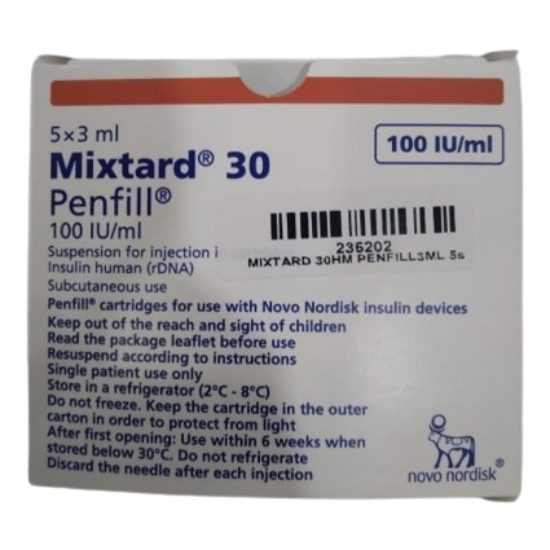 5×3 ml
Mixtard® 30
Penfill®
100 IU/ml
100 IU/ml
Suspension for injection i
Insulin human (rDNA)
Subcutaneous use
236202
MIXTARD 30HM PENFILL3ML 5s
Penfill® cartridges for use with Novo Nordisk insulin devices
Keep out of the reach and sight of children
Read the package leaflet before use
Resuspend according to instructions
Single patient use only
Store in a refrigerator (2°C - 8°C)
Do not freeze. Keep the cartridge in the outer
carton in order to protect from light
After first opening: Use within 6 weeks when
stored below 30°C. Do not refrigerate
Discard the needle after each injection
novo nordisk®